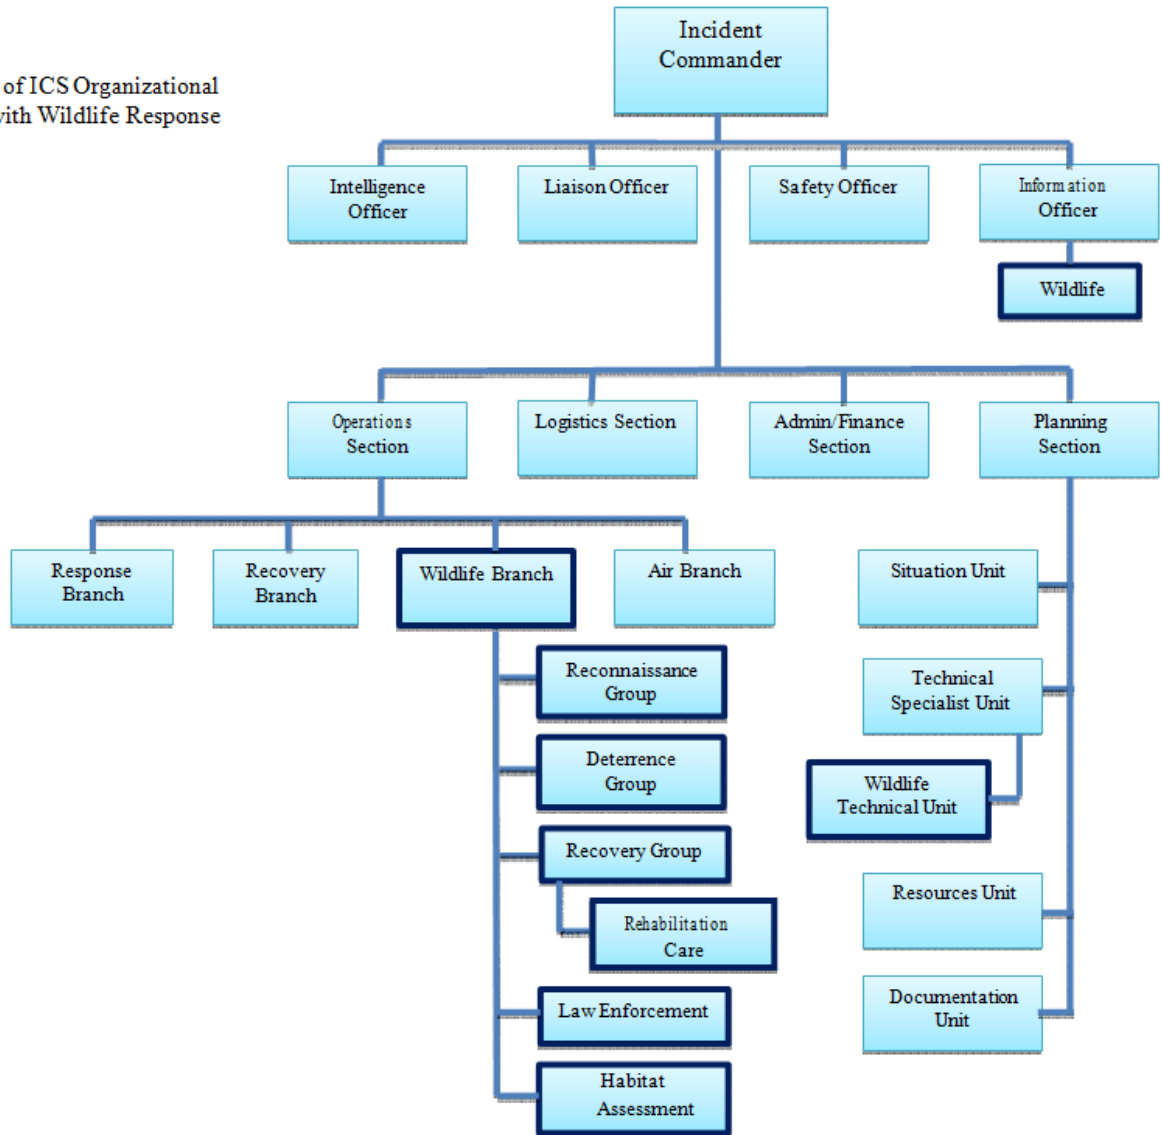 Incident
Commander
of ICS Organizational
with Wildlife Response
Intelligence
Officer
Liaison Officer
Safety Officer
Information
Officer
Wildlife
Operations
Section
Logistics Section
Admin/Finance
Section
Planning
Section
Response
Branch
Recovery
Branch
Wildlife Branch
Air Branch
Situation Unit
Reconnaissance
Group
Technical
Specialist Unit
Deterrence
Group
Wildlife
Technical Unit
Recovery Group
Resources Unit
Rehabilitation
Care
Law Enforcement
Documentation
Unit
Habitat
Assessment